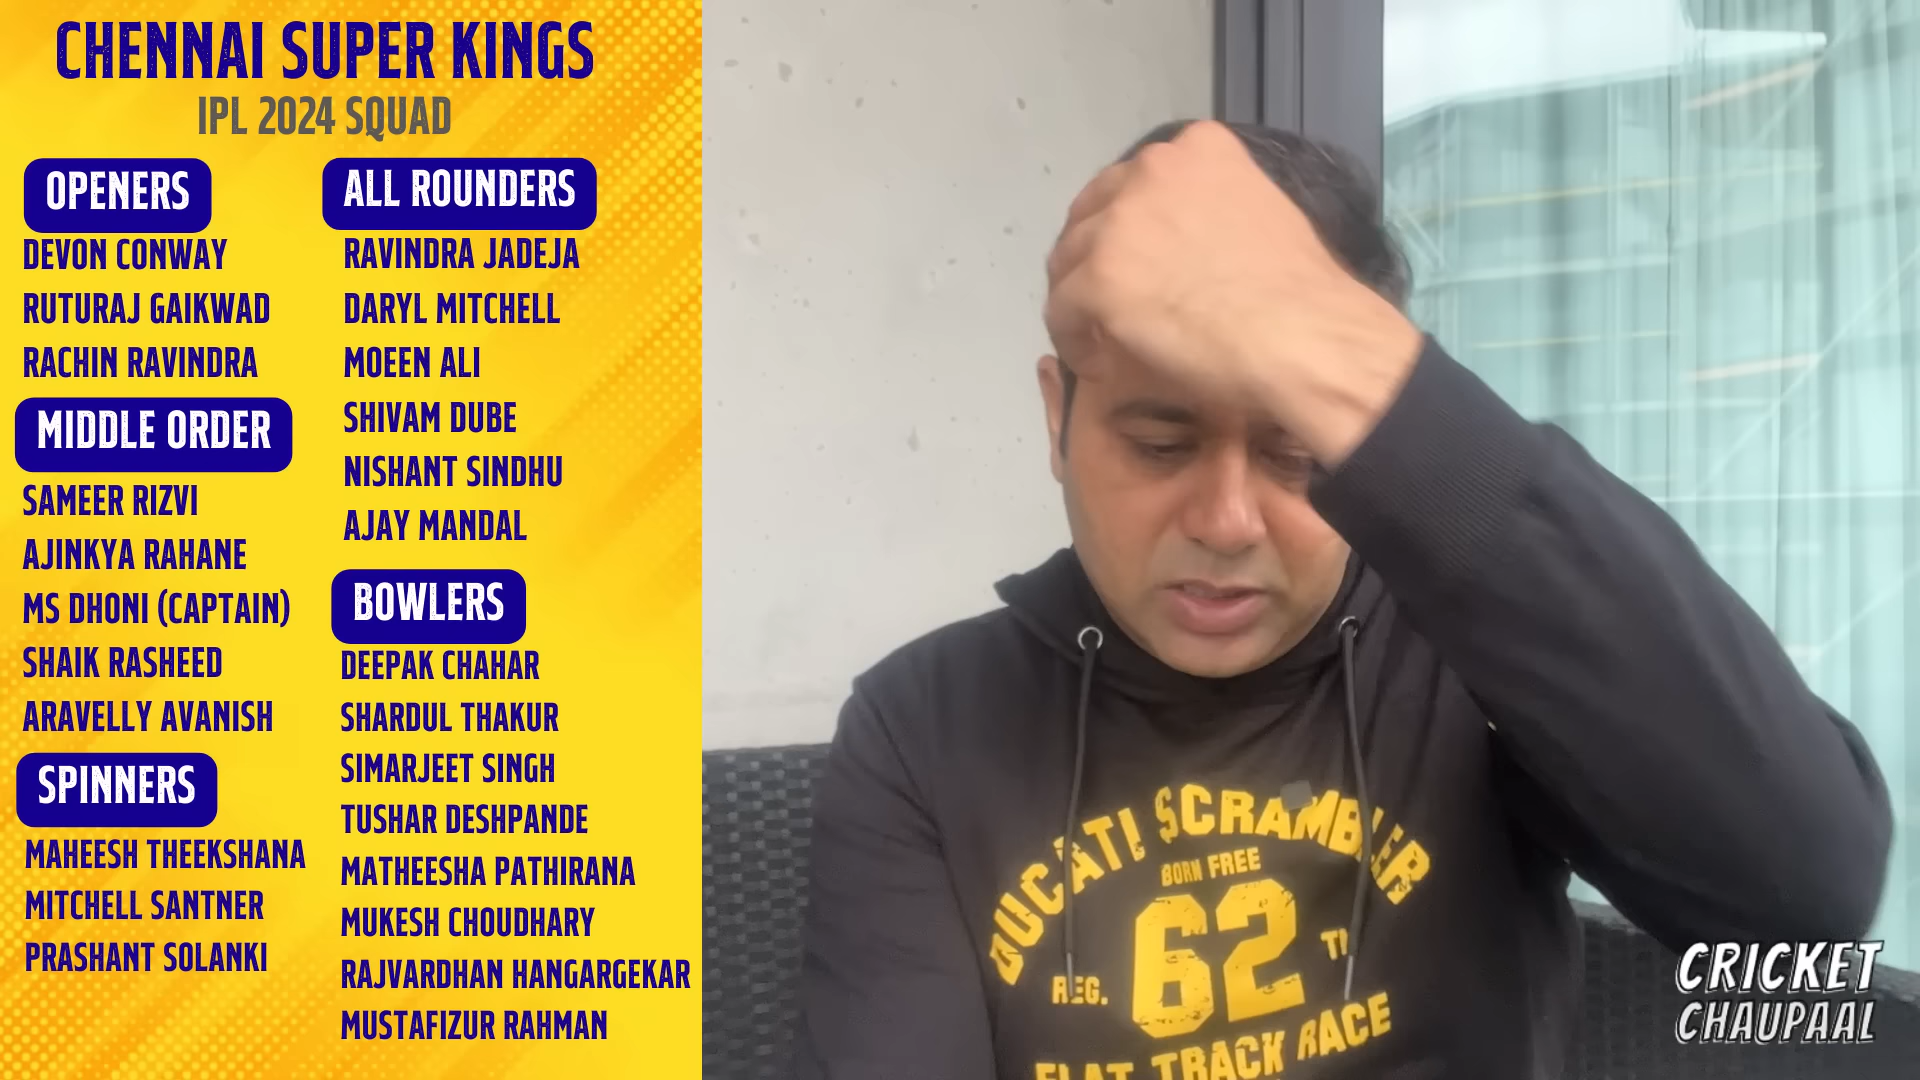 CHENNAI SUPER KINGS
IPL 2024 SQUAD
OPENERS
DEVON CONWAY
RUTURAJ GAIKWAD
RACHIN RAVINDRA
MIDDLE ORDER
SAMEER RIZVI
AJINKYA RAHANE
MS DHONI (CAPTAIN)
SHAIK RASHEED
ARAVELLY AVANISH
SPINNERS
MAHEESH THEEKSHANA
MITCHELL SANTNER
PRASHANT SOLANKI
ALL ROUNDERS
RAVINDRA JADEJA
DARYL MITCHELL
MOEEN ALI
SHIVAM DUBE
NISHANT SINDHU
AJAY MANDAL
BOWLERS
DEEPAK CHAHAR
SHARDUL THAKUR
SIMARJEET SINGH
TUSHAR DESHPANDE
MATHEESHA PATHIRANA
MUKESH CHOUDHARY
RAJVARDHAN HANGARGEKAR
MUSTAFIZUR RAHMAN
DUCATI SCRAMBLER
BORN FREE
62
REG.
FLAT TRACK RACE
CRICKET
CHAUPAAL